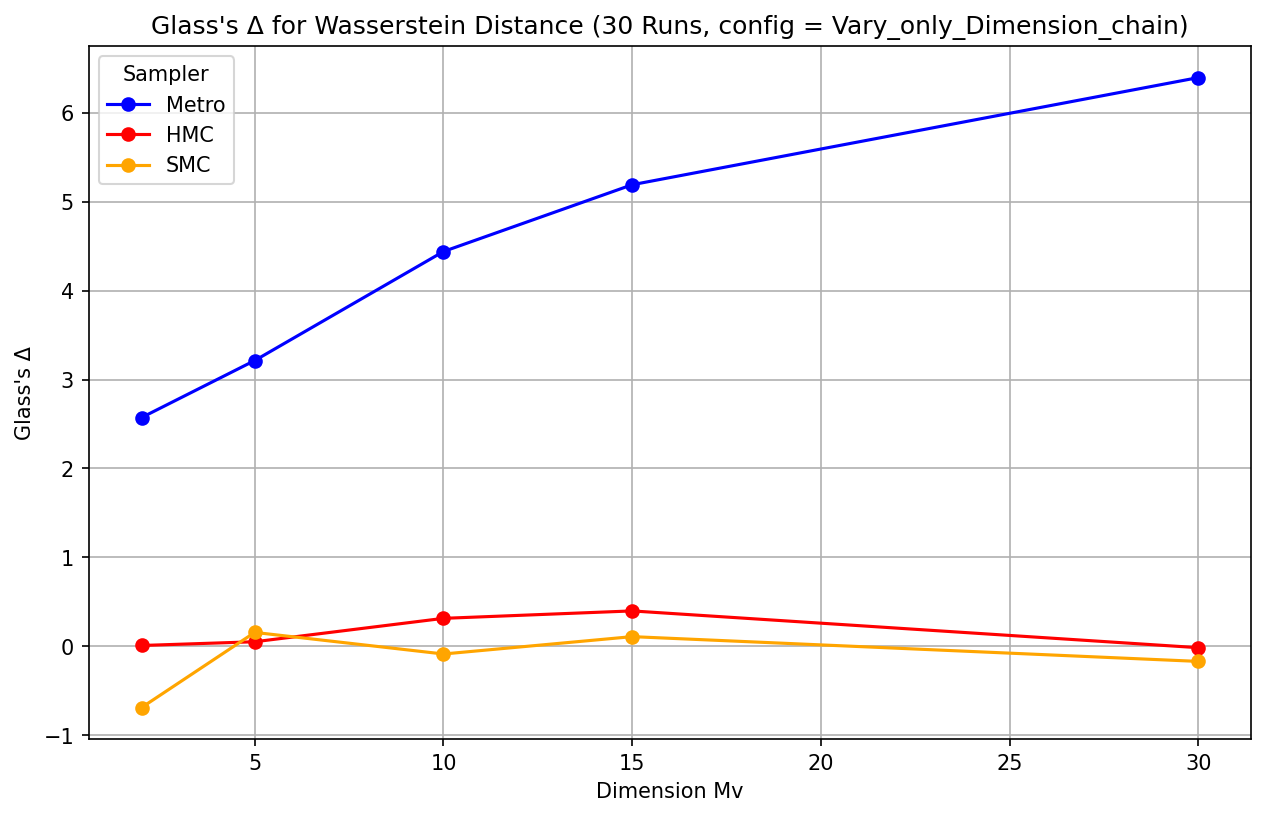 Glass's Δ for Wasserstein Distance (30 Runs, config = Vary_only_Dimension_chain)
Sampler
Metro
HMC
SMC
Glass's Δ
6
5
4
3
2
1
0
−1
5 10 15 20 25 30
Dimension Mv